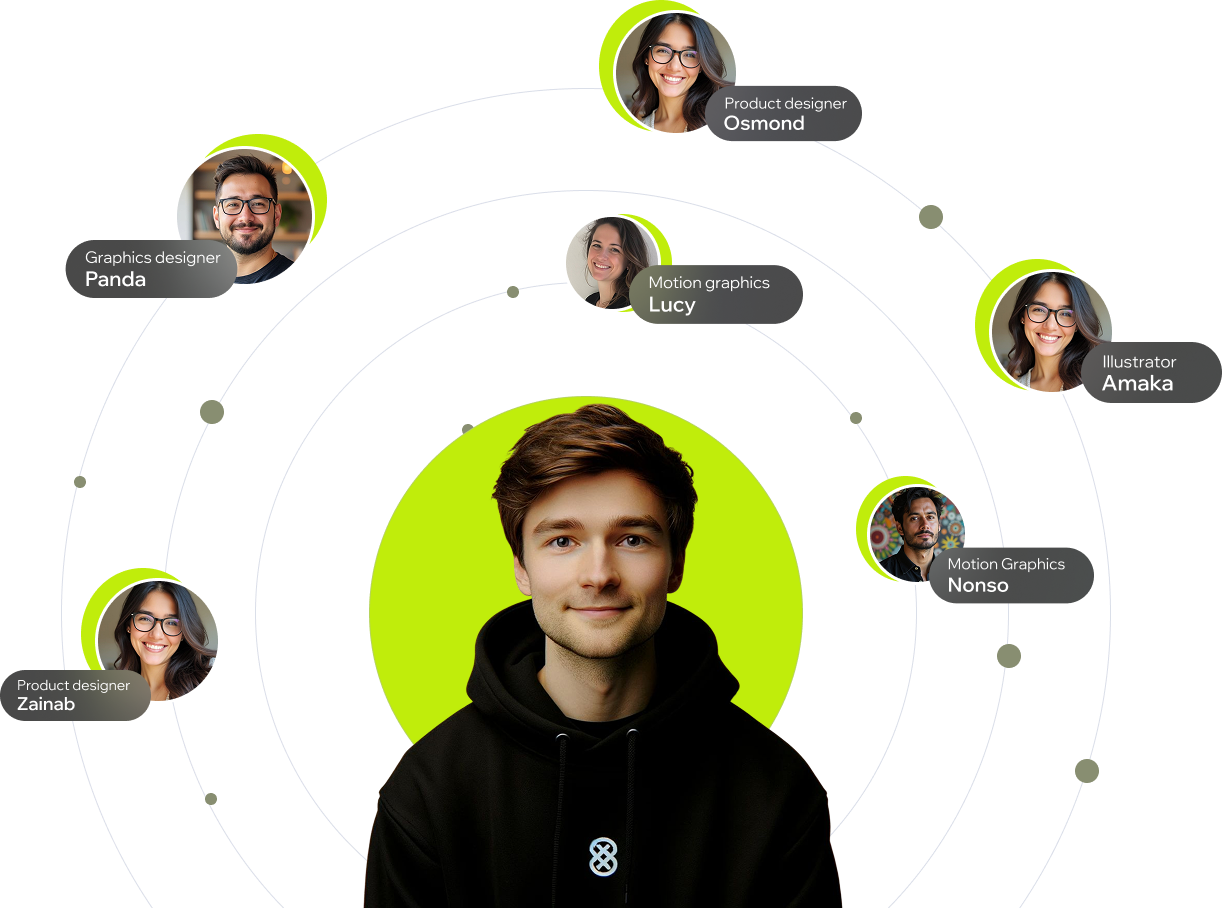 Product designer
Osmond
Graphics designer
Panda
Motion graphics
Lucy
Illustrator
Amaka
Motion Graphics
Nonso
Product designer
Zainab